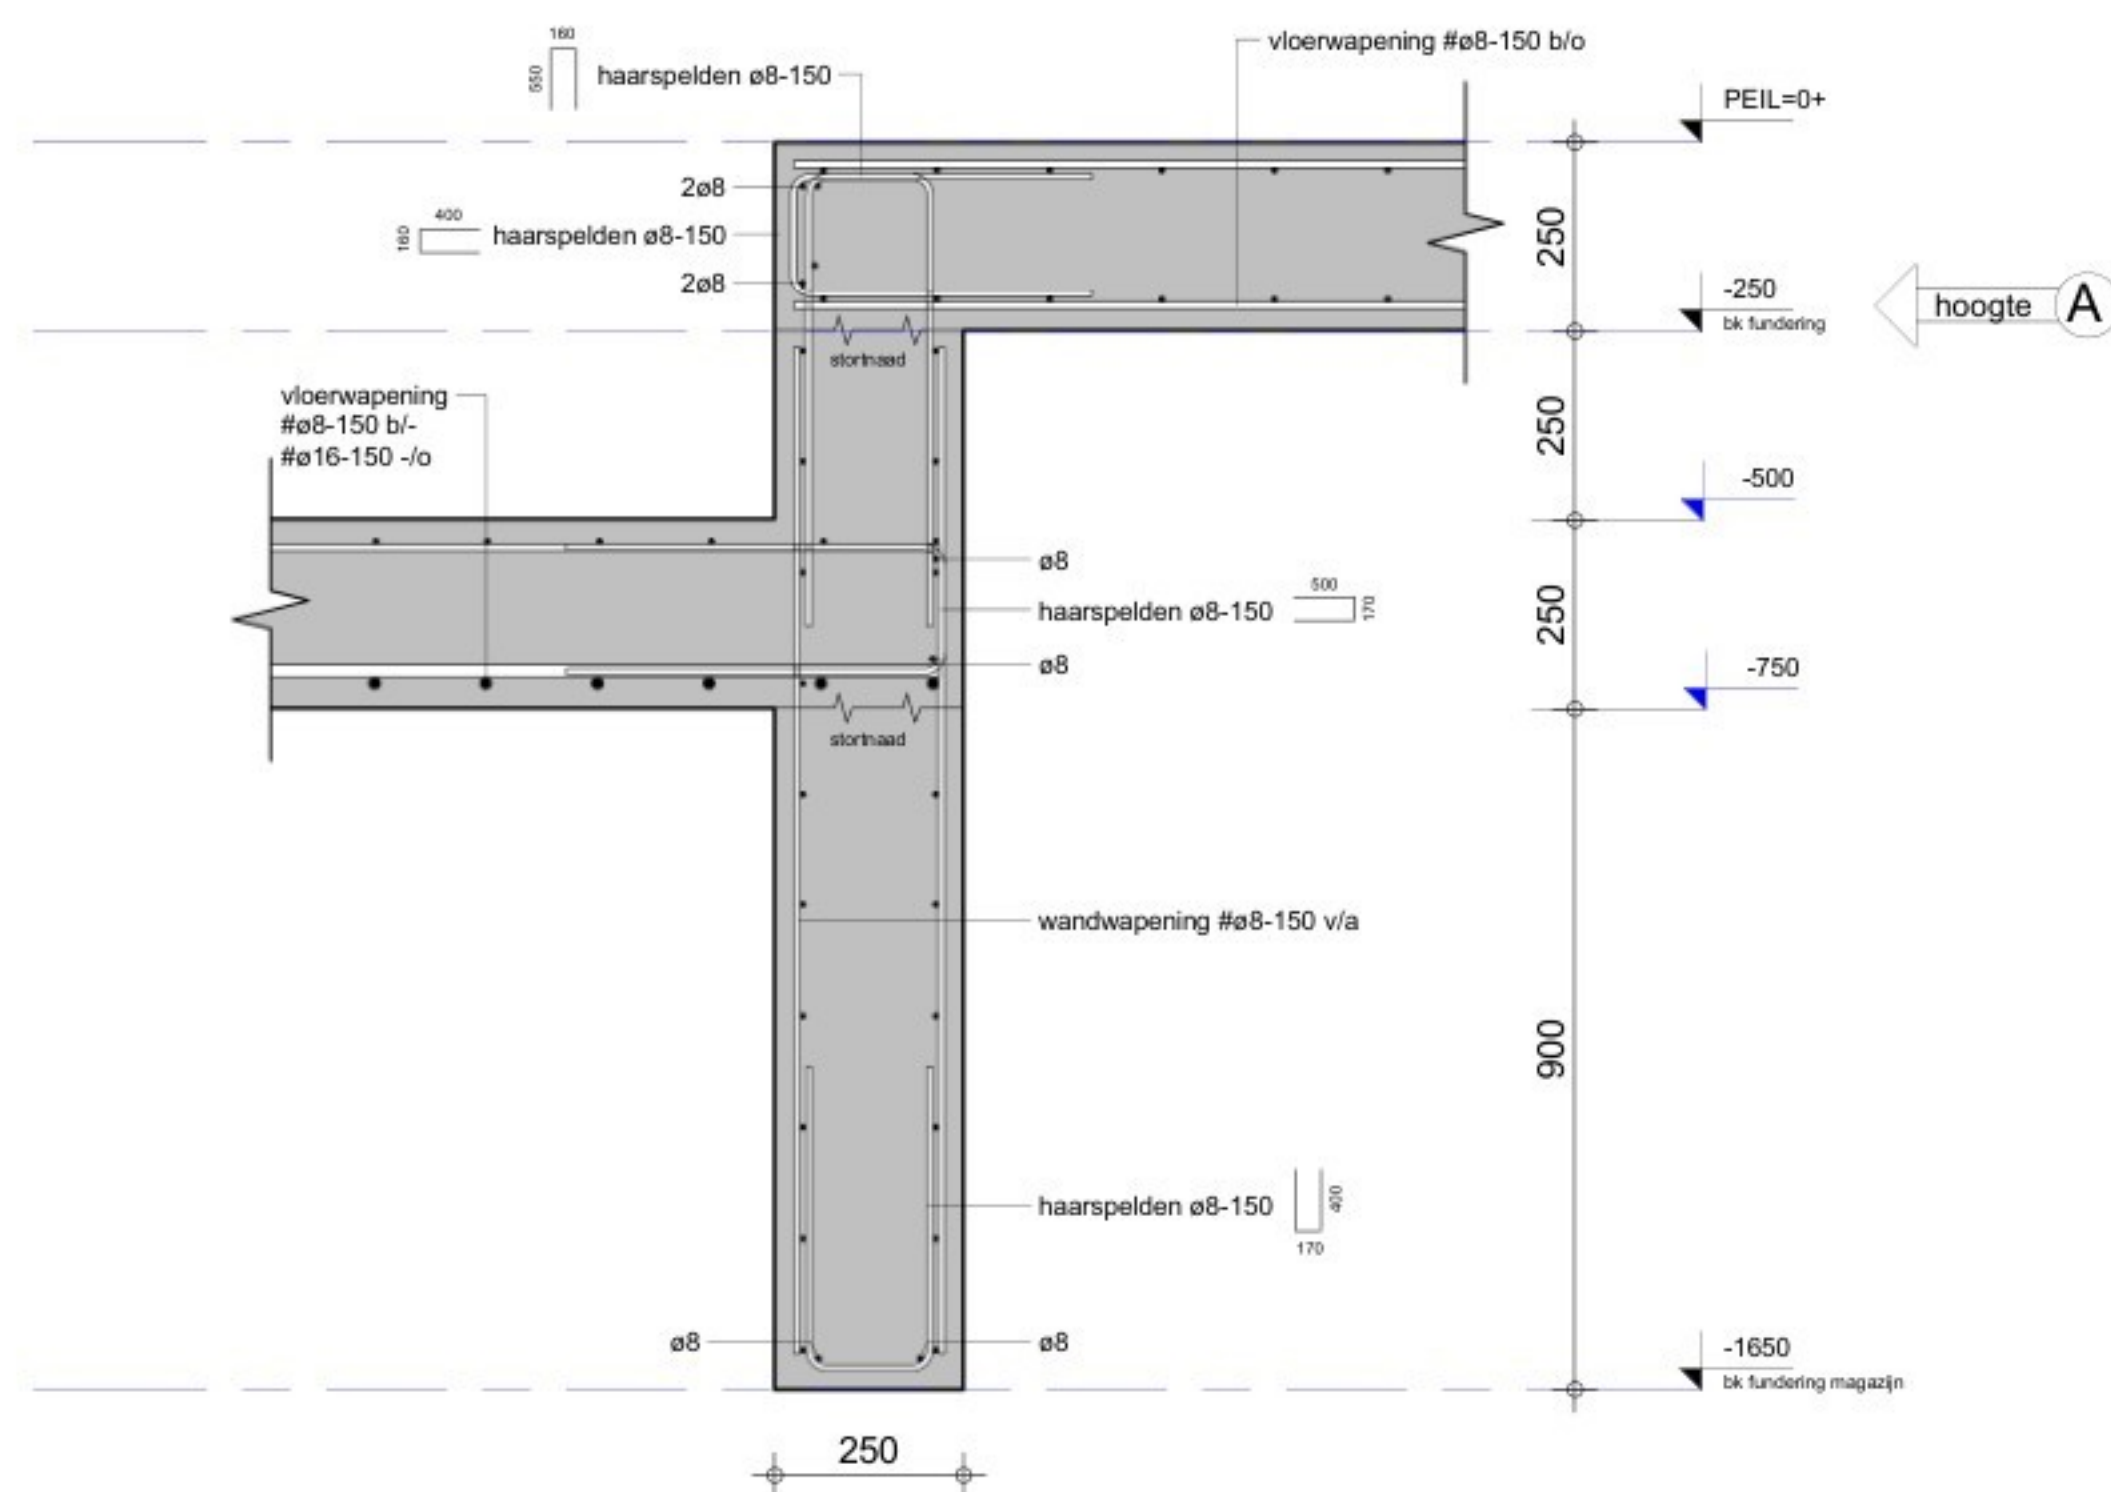 160
550
haarspelden ø8-150
vloerwapening #ø8-150 b/o
PEIL=0+
2ø8
400
160
haarspelden ø8-150
2ø8
250
-250
bk fundering
hoogte
A
stortnaad
vloerwapening
#ø8-150 b/-
#ø16-150 -/o
250
-500
ø8
haarspelden ø8-150
500
170
250
ø8
-750
stortnaad
wandwapening #ø8-150 v/a
900
haarspelden ø8-150
400
170
ø8
ø8
-1650
bk fundering magazijn
250